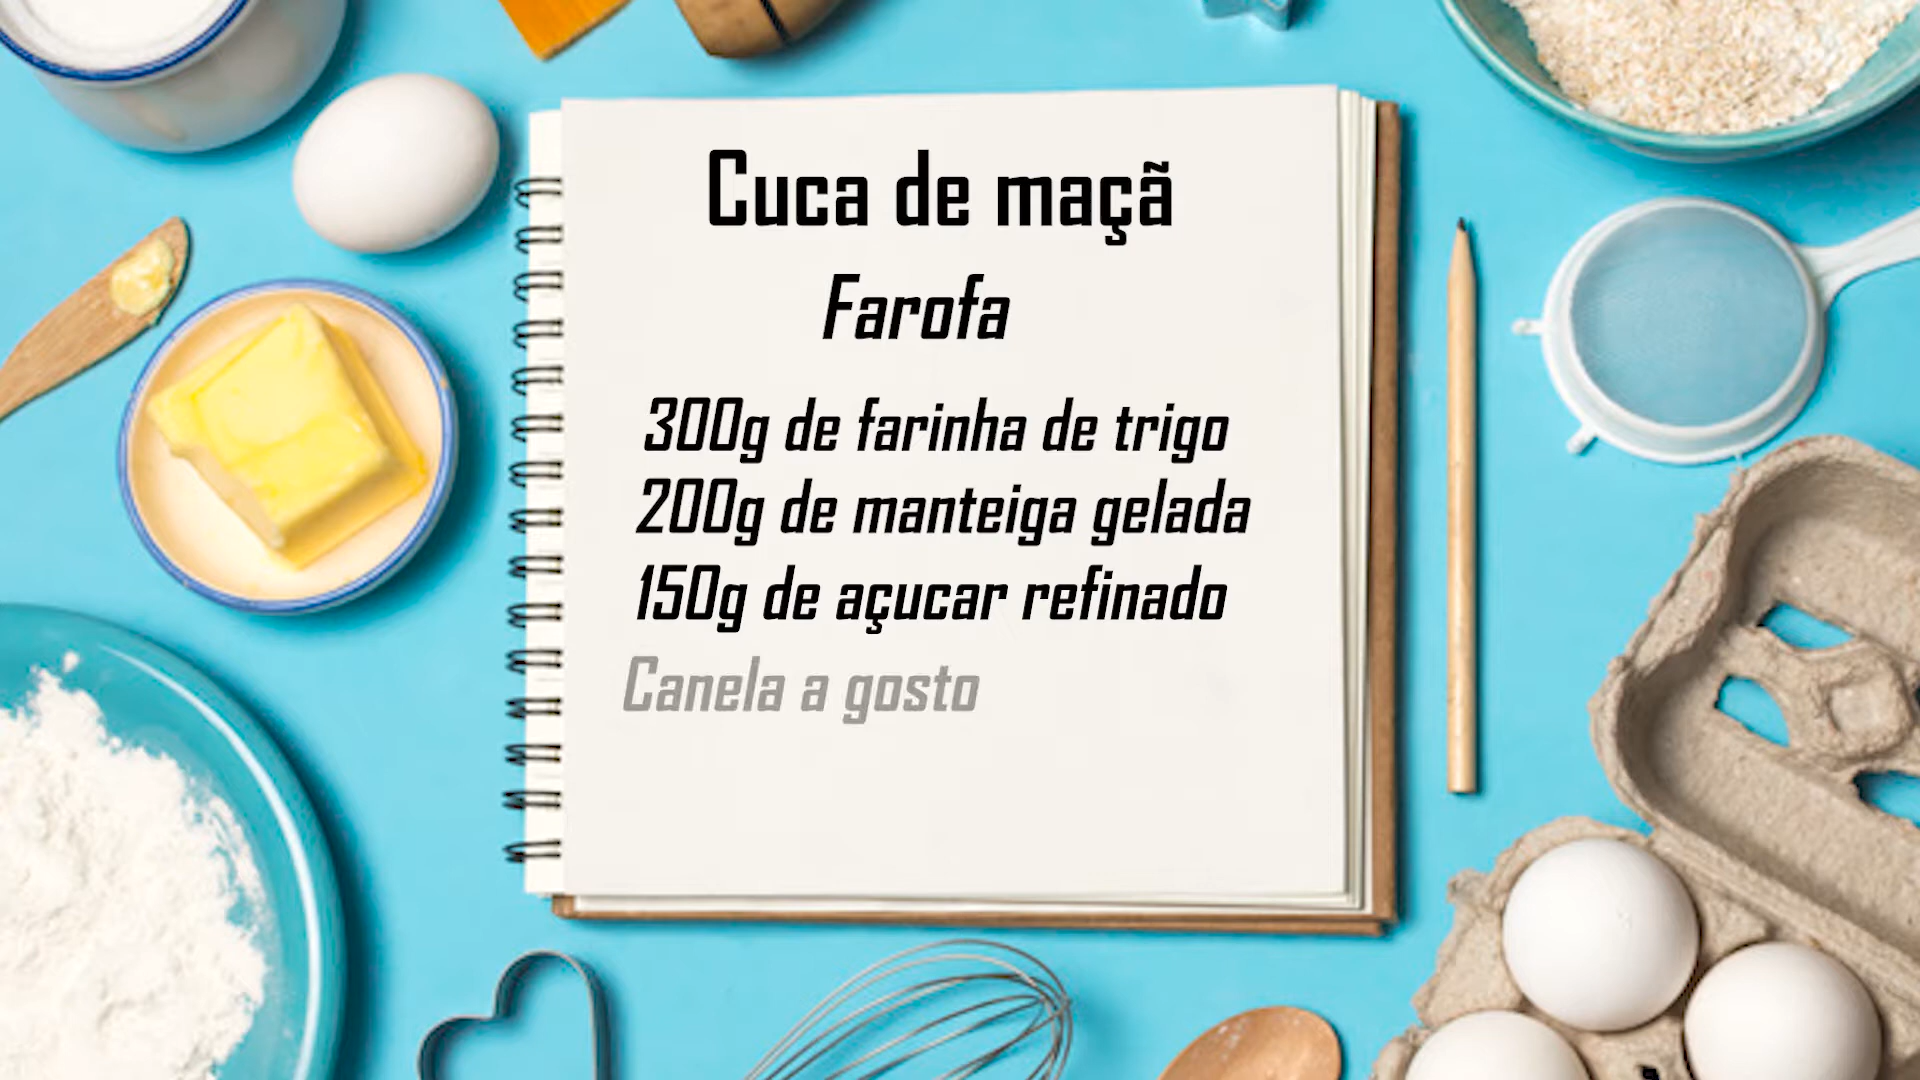 Cuca de maçã
Farofa
300g de farinha de trigo
200g de manteiga gelada
150g de açucar refinado
Canela a gosto